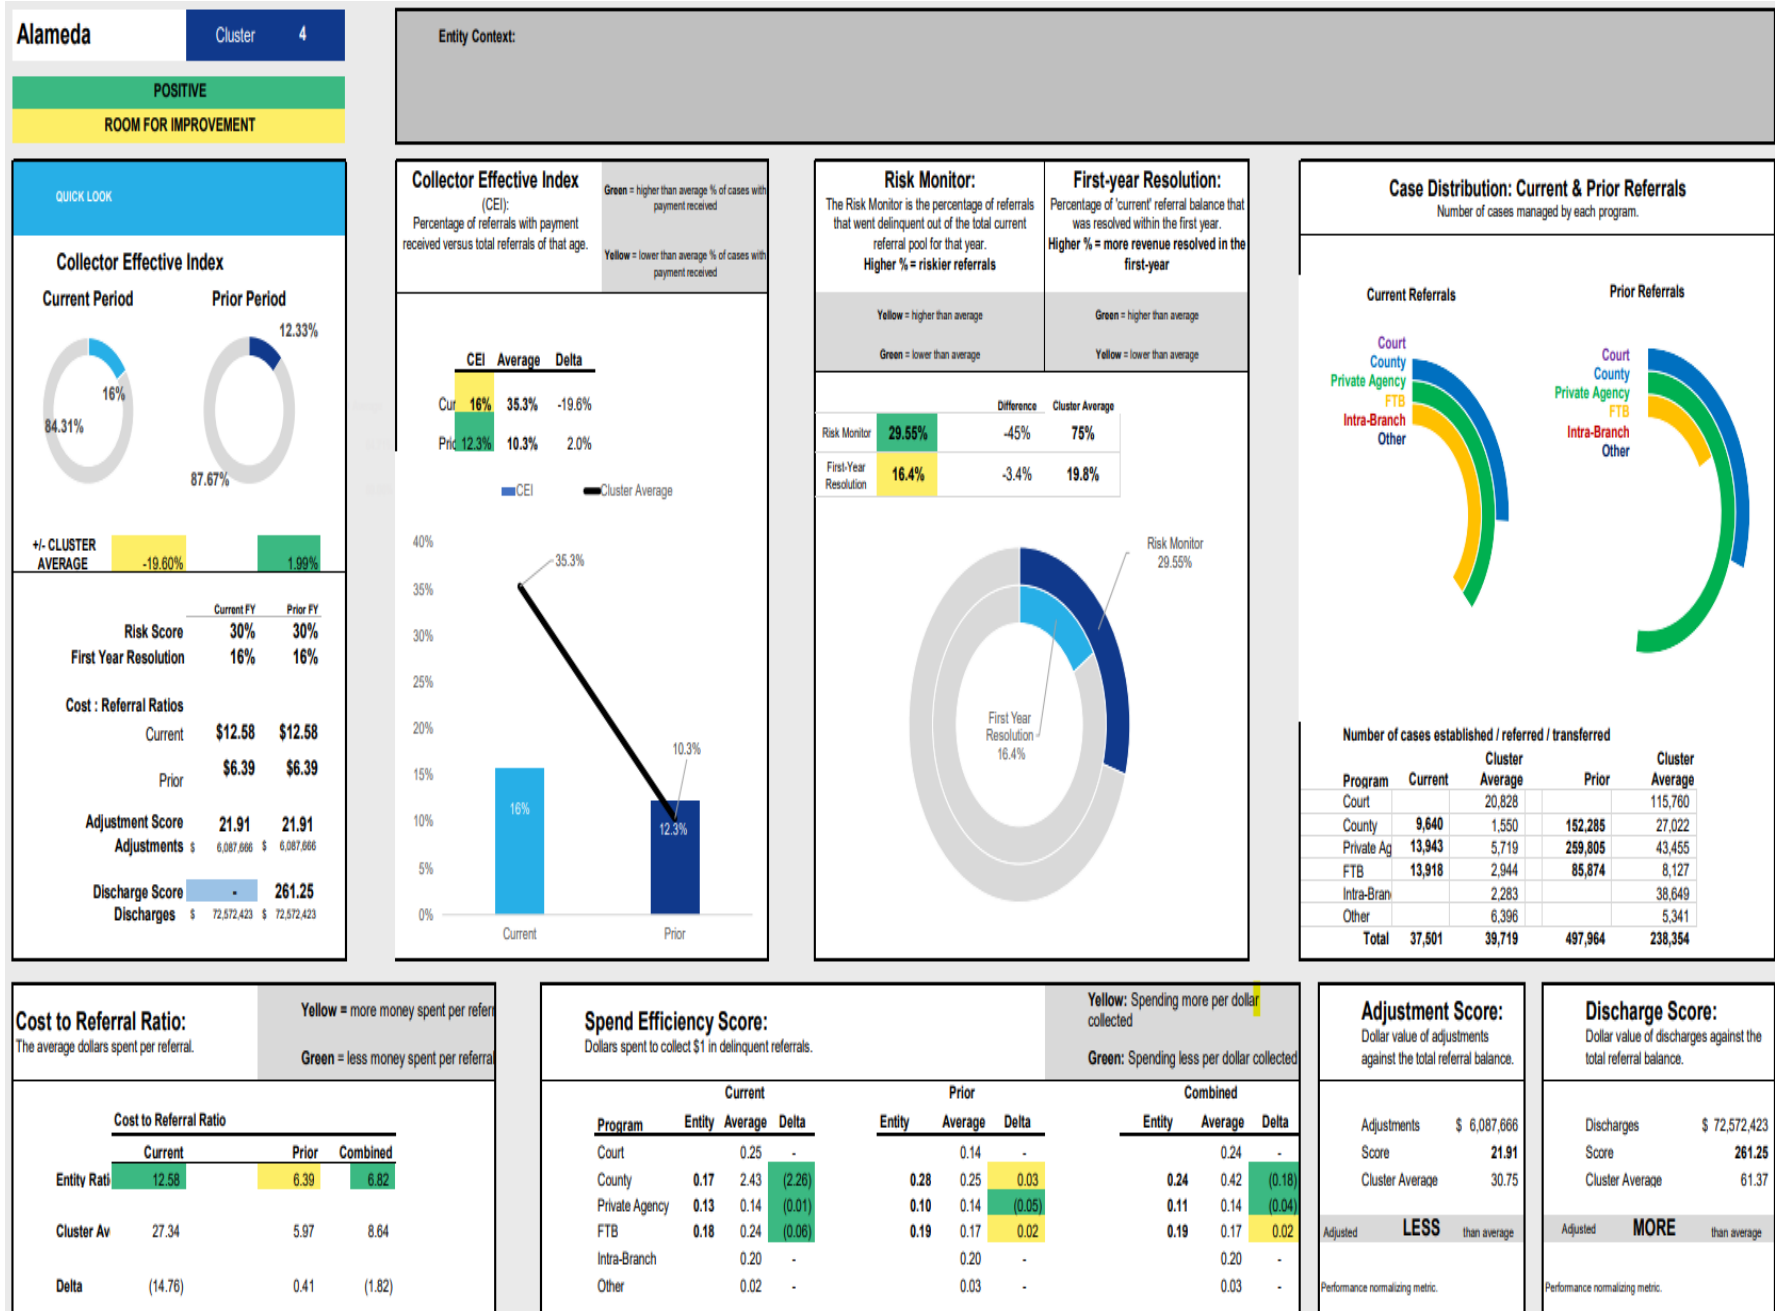 Alameda
Cluster 4
Entity Context:
POSITIVE
ROOM FOR IMPROVEMENT
QUICK LOOK
Collector Effective Index
Current Period Prior Period
12.33%
16%
84.31%
87.67%
+/- CLUSTER
AVERAGE -19.60% 1.99%
Current FY Prior FY
Risk Score 30% 30%
First Year Resolution 16% 16%
Cost : Referral Ratios
Current $12.58 $12.58
Prior $6.39 $6.39
Adjustment Score 21.91 21.91
Adjustments $ 6,087,666 $ 6,087,666
Discharge Score - 261.25
Discharges $ 72,572,423 $ 72,572,423
Collector Effective Index
(CEI):
Percentage of referrals with payment
received versus total referrals of that age.
Green = higher than average % of cases with
payment received
Yellow = lower than average % of cases with
payment received
CEI Average Delta
Cur 16% 35.3% -19.6%
Pric 12.3% 10.3% 2.0%
CEI Cluster Average
40%
35%
30%
25%
20%
15%
10%
5%
0%
35.3%
10.3%
16%
12.3%
Current Prior
Risk Monitor:
The Risk Monitor is the percentage of referrals
that went delinquent out of the total current
referral pool for that year.
Higher % = riskier referrals
Yellow = higher than average
Green = lower than average
First-year Resolution:
Percentage of 'current' referral balance that
was resolved within the first year.
Higher % = more revenue resolved in the
first-year
Green = higher than average
Yellow = lower than average
Difference Cluster Average
Risk Monitor 29.55% -45% 75%
First-Year
Resolution 16.4% -3.4% 19.8%
Risk Monitor
29.55%
First Year
Resolution
16.4%
Case Distribution: Current & Prior Referrals
Number of cases managed by each program.
Current Referrals
Court
County
Private Agency
FTB
Intra-Branch
Other
Prior Referrals
Court
County
Private Agency
FTB
Intra-Branch
Other
Number of cases established / referred / transferred
Program Current Cluster Average Prior Cluster Average
Court 20,828 115,760
County 9,640 1,550 152,285 27,022
Private Ag 13,943 5,719 259,805 43,455
FTB 13,918 2,944 85,874 8,127
Intra-Bran 2,283 38,649
Other 6,396 5,341
Total 37,501 39,719 497,964 238,354
Cost to Referral Ratio:
The average dollars spent per referral.
Yellow = more money spent per referr
Green = less money spent per referral
Cost to Referral Ratio
Current Prior Combined
Entity Rati 12.58 6.39 6.82
Cluster Av 27.34 5.97 8.64
Delta (14.76) 0.41 (1.82)
Spend Efficiency Score:
Dollars spent to collect $1 in delinquent referrals.
Yellow: Spending more per dollar
collected
Green: Spending less per dollar collected
Current Prior Combined
Program Entity Average Delta Entity Average Delta Entity Average Delta
Court 0.25 - 0.14 - 0.24 -
County 0.17 2.43 (2.26) 0.28 0.25 0.03 0.24 0.42 (0.18)
Private Agency 0.13 0.14 (0.01) 0.10 0.14 (0.05) 0.11 0.14 (0.04)
FTB 0.18 0.24 (0.06) 0.19 0.17 0.02 0.19 0.17 0.02
Intra-Branch 0.20 - 0.20 - 0.20 -
Other 0.02 - 0.03 - 0.03 -
Adjustment Score:
Dollar value of adjustments
against the total referral balance.
Adjustments $ 6,087,666
Score 21.91
Cluster Average 30.75
Adjusted LESS than average
Performance normalizing metric.
Discharge Score:
Dollar value of discharges against the
total referral balance.
Discharges $ 72,572,423
Score 261.25
Cluster Average 61.37
Adjusted MORE than average
Performance normalizing metric.